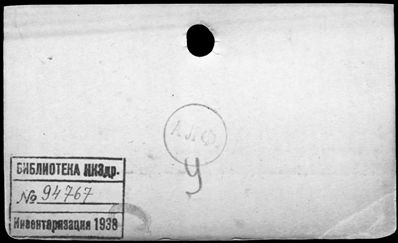 А.И.Ф.
У
БИБЛИОТЕКА НКЗдр.
№ 94767
Инвентаризация 1938